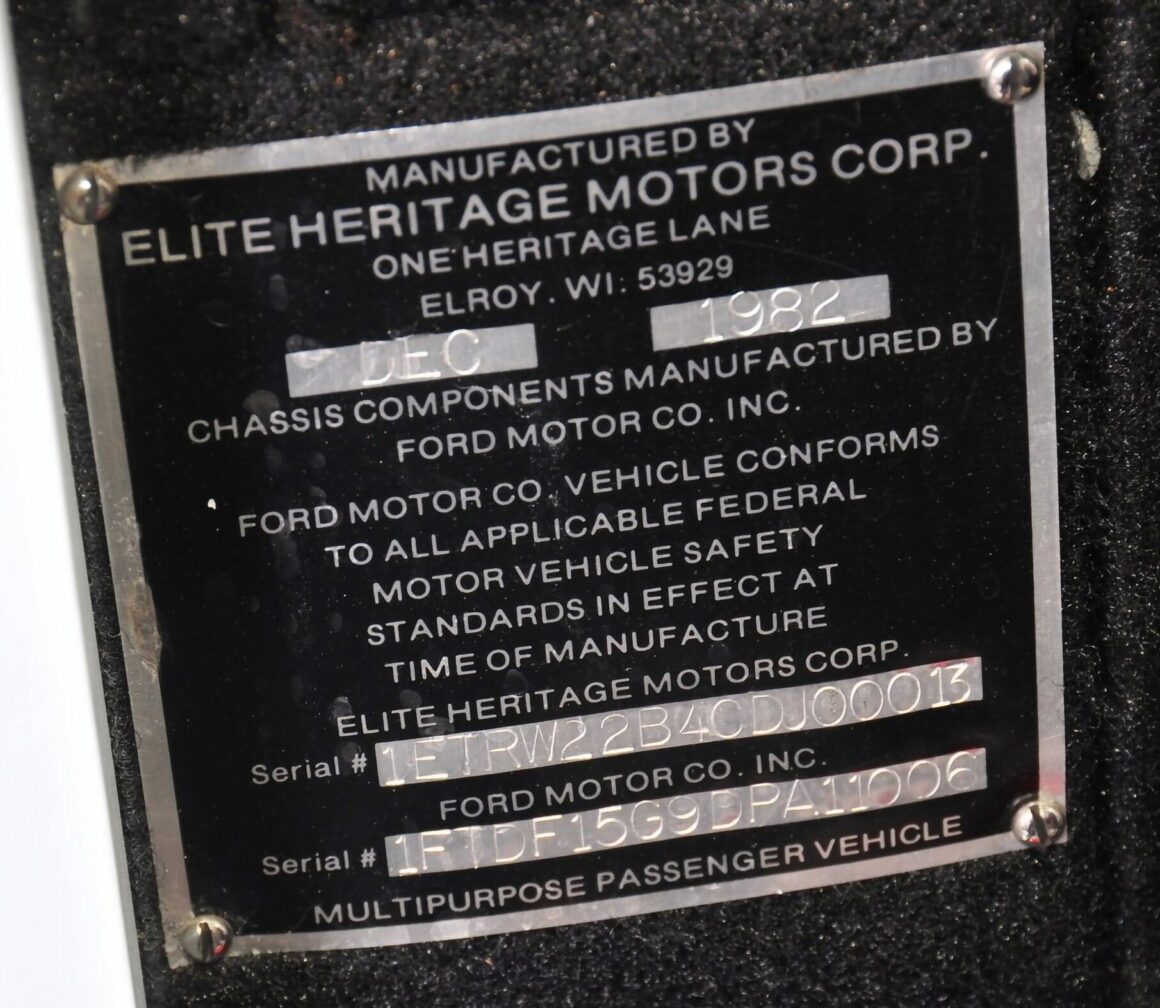 MANUFACTURED BY
ELITE HERITAGE MOTORS CORP.
ONE HERITAGE LANE
ELROY. WI: 53929
DEC 1982
CHASSIS COMPONENTS MANUFACTURED BY
FORD MOTOR CO. INC.
FORD MOTOR CO. VEHICLE CONFORMS
TO ALL APPLICABLE FEDERAL
MOTOR VEHICLE SAFETY
STANDARDS IN EFFECT AT
TIME OF MANUFACTURE
ELITE HERITAGE MOTORS CORP.
Serial # 1ETRW22B4CDJ00013
FORD MOTOR CO. INC.
Serial # 1FTDF15G9DPA11006
MULTIPURPOSE PASSENGER VEHICLE